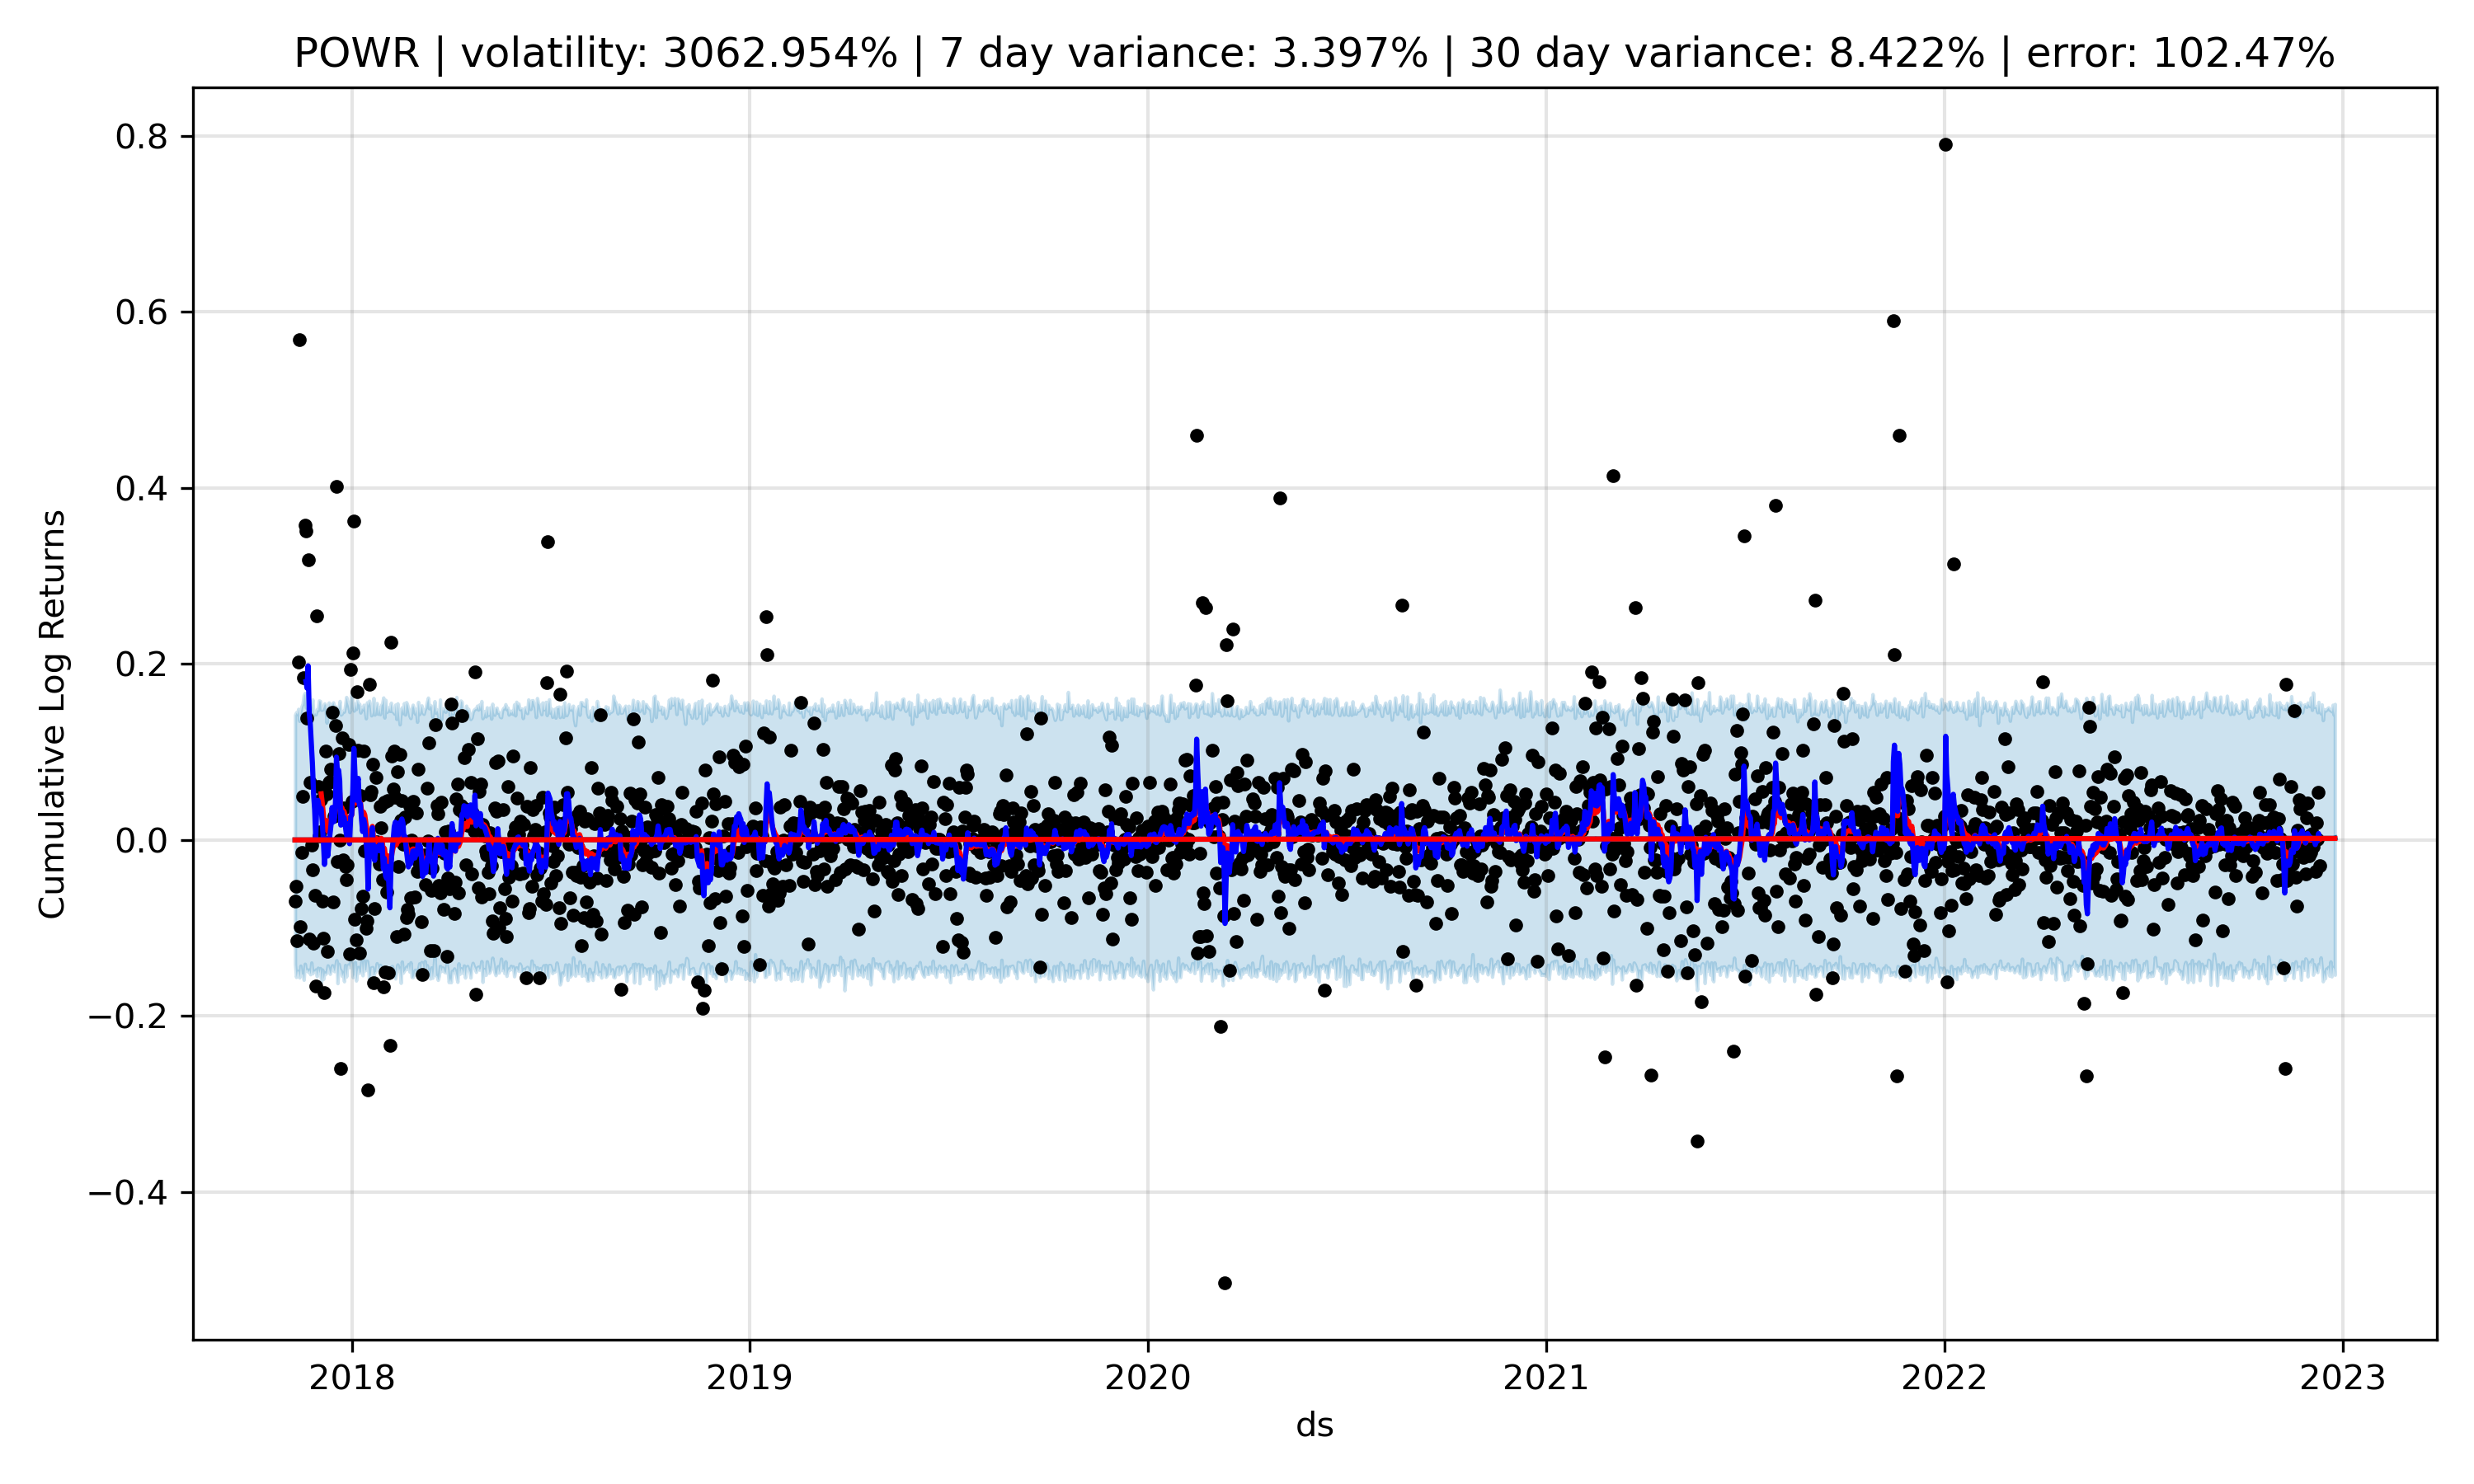 POWR | volatility: 3062.954% | 7 day variance: 3.397% | 30 day variance: 8.422% | error: 102.47%
Cumulative Log Returns
0.8
0.6
0.4
0.2
0.0
−0.2
−0.4
2018 2019 2020 2021 2022 2023
ds